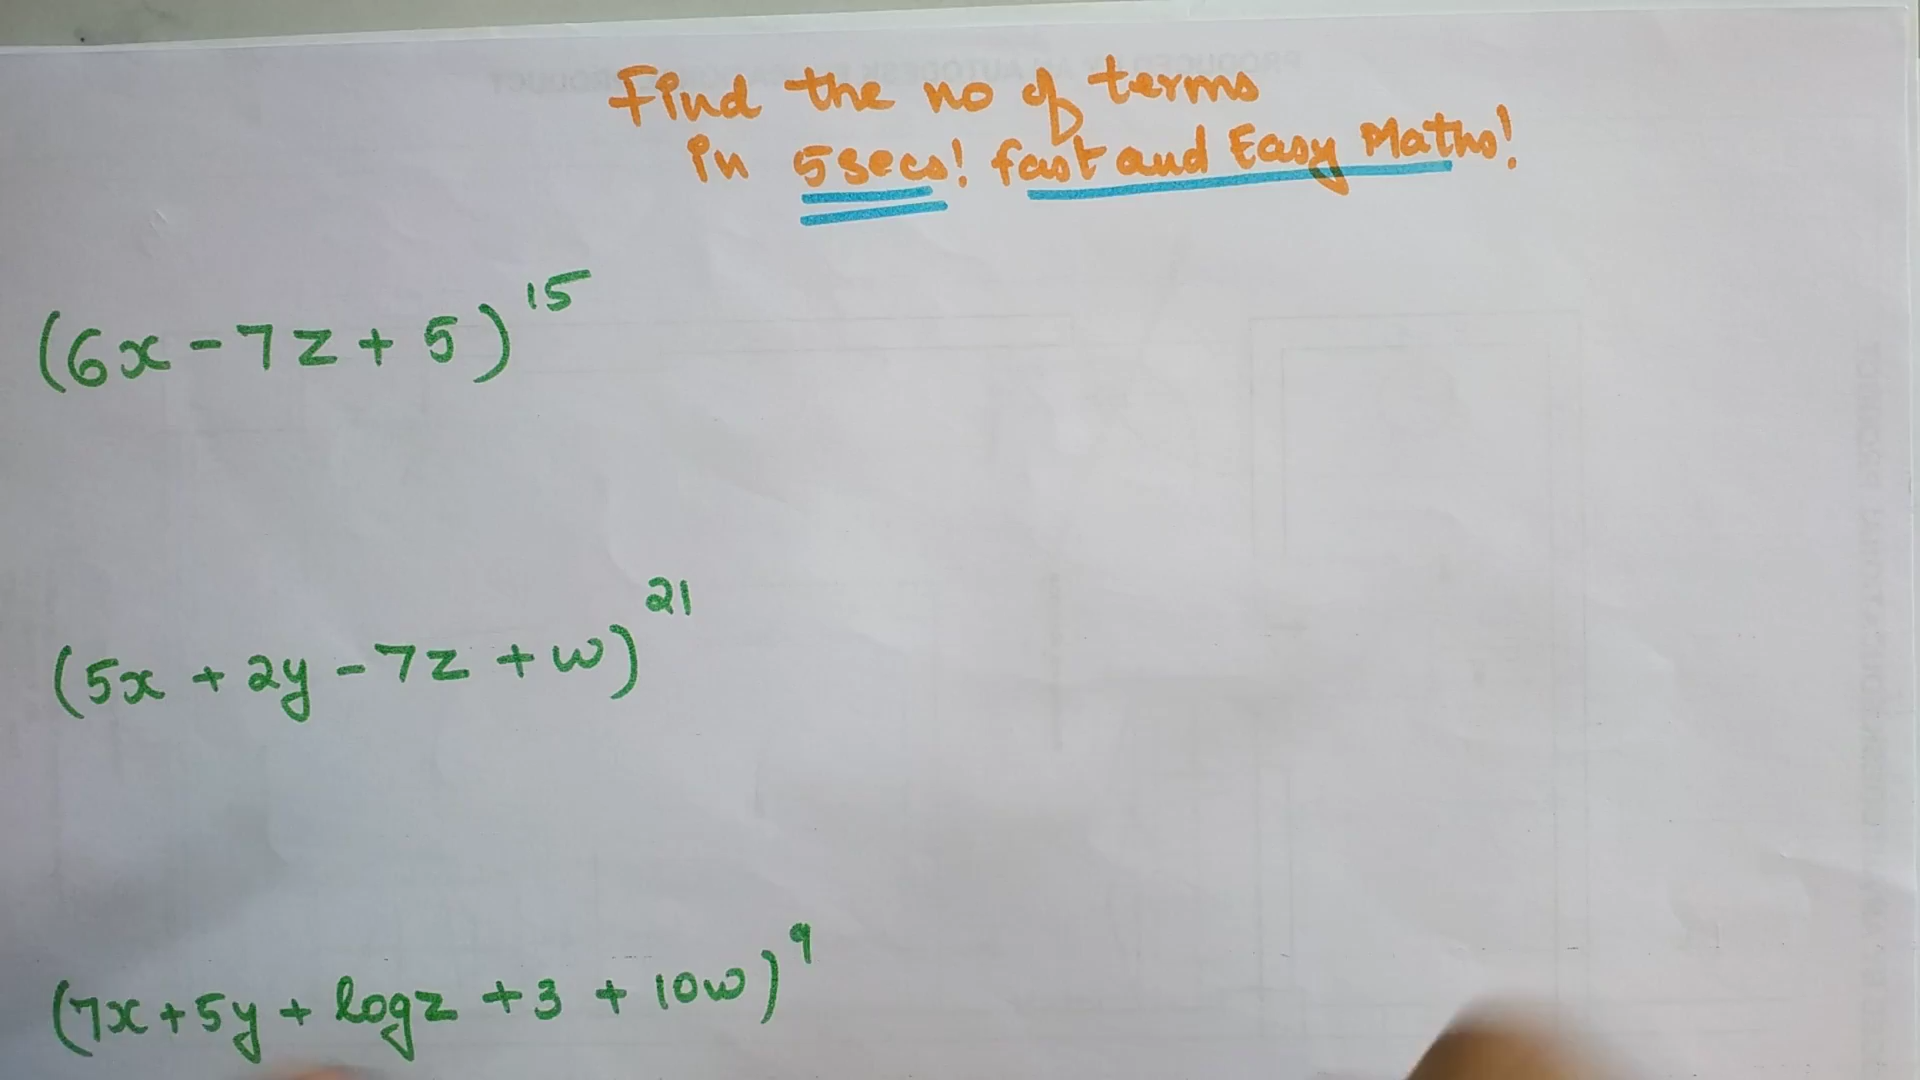 Find the no of terms
in 5secs! fast and Easy Maths!
(6x - 7z + 5)^15
(5x + 2y - 7z + w)^21
(7x + 5y + logz + 3 + 10w)^9